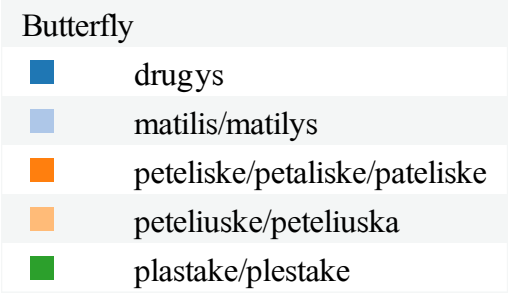 Butterfly
drugys
matilis/matilys
peteliske/petaliske/pateliske
peteliuske/peteliuska
plastake/plestake